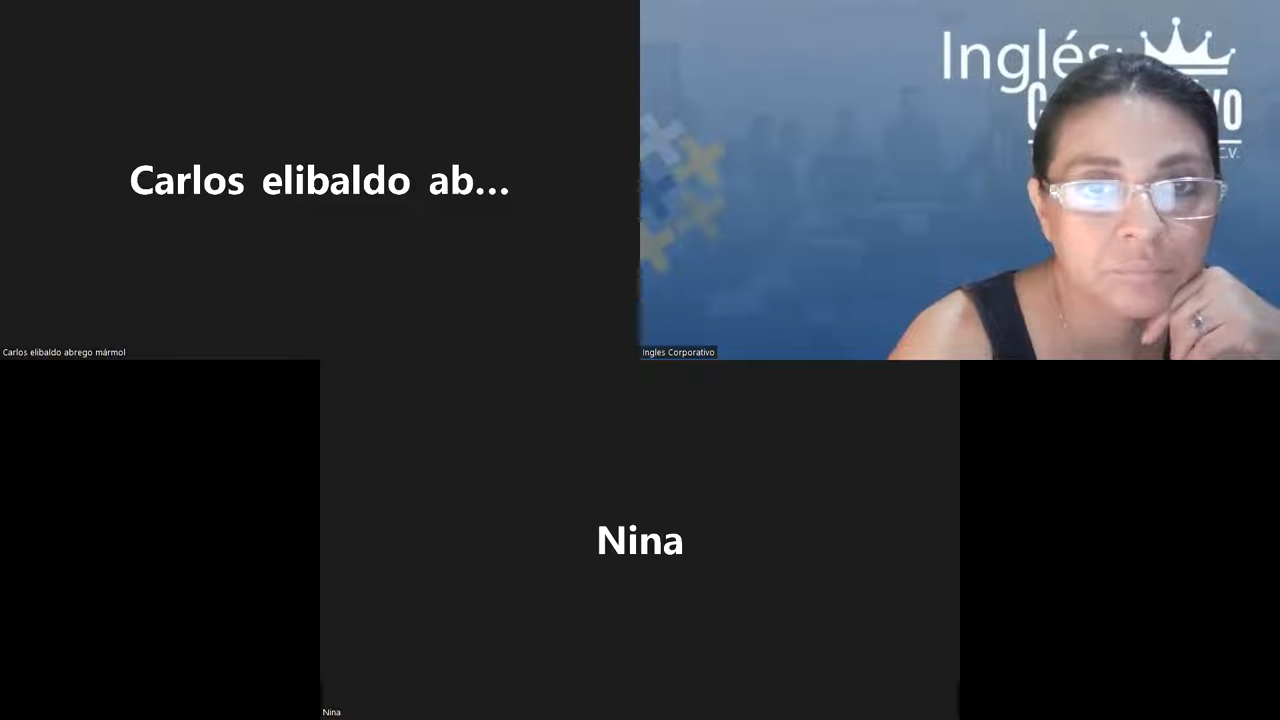 Carlos elibaldo ab...
Carlos elibaldo abrego mármol
Inglés
C.V.
Ingles Corporativo
Nina
Nina